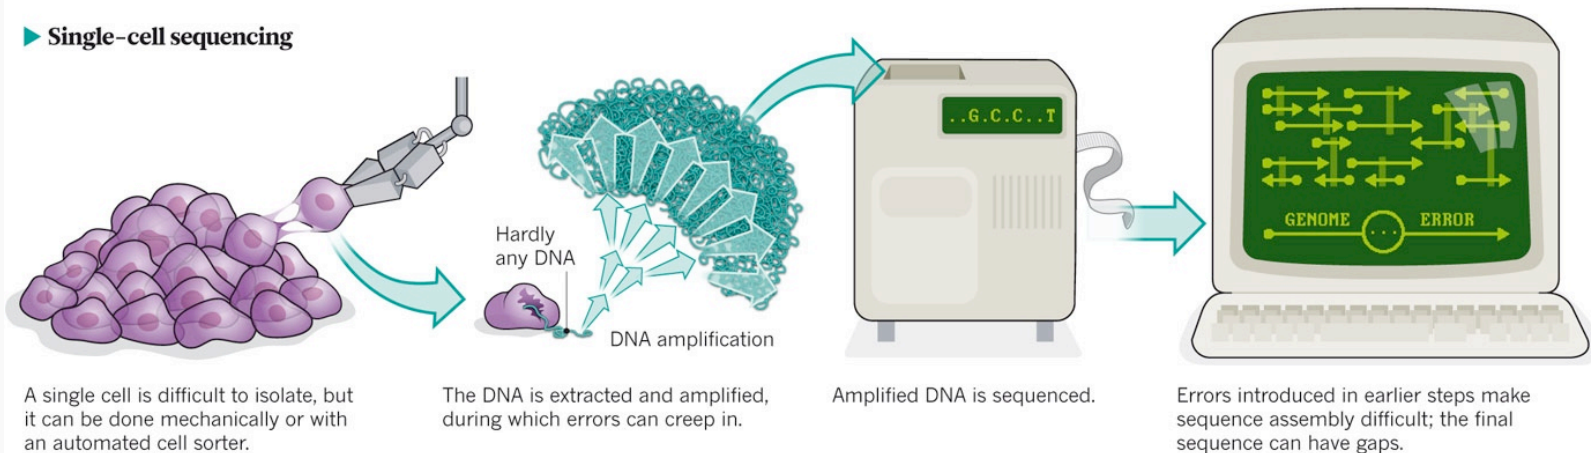 Single-cell sequencing
Hardly
any DNA
DNA amplification
..G.C.C..T
GENOME ... ERROR
A single cell is difficult to isolate, but
it can be done mechanically or with
an automated cell sorter.
The DNA is extracted and amplified,
during which errors can creep in.
Amplified DNA is sequenced.
Errors introduced in earlier steps make
sequence assembly difficult; the final
sequence can have gaps.